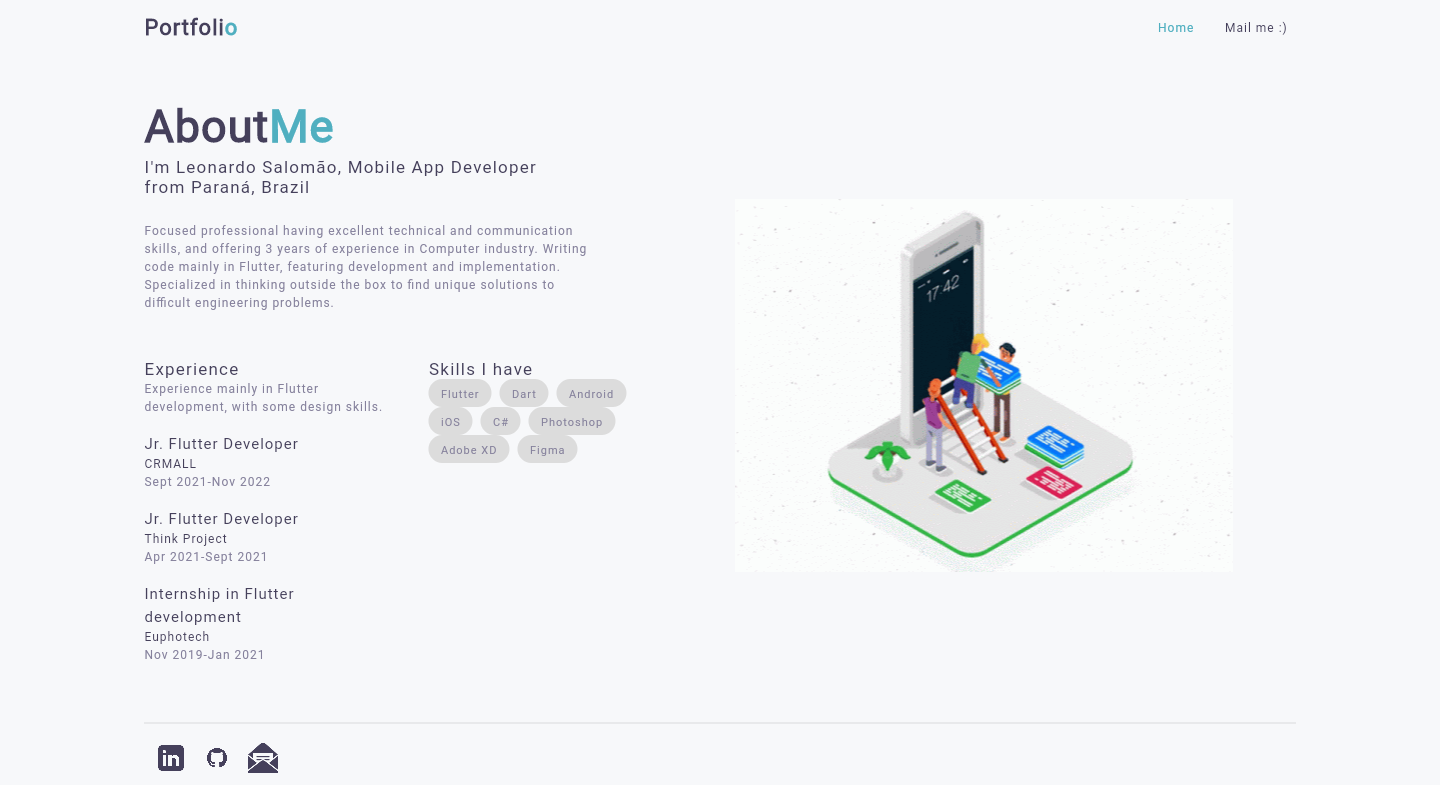 Portfolio
Home
Mail me :)
AboutMe
I'm Leonardo Salomão, Mobile App Developer
from Paraná, Brazil
Focused professional having excellent technical and communication
skills, and offering 3 years of experience in Computer industry. Writing
code mainly in Flutter, featuring development and implementation.
Specialized in thinking outside the box to find unique solutions to
difficult engineering problems.
17:42
Experience
Experience mainly in Flutter
development, with some design skills.
Jr. Flutter Developer
CRMALL
Sept 2021-Nov 2022
Jr. Flutter Developer
Think Project
Apr 2021-Sept 2021
Internship in Flutter
development
Euphotech
Nov 2019-Jan 2021
Skills I have
Flutter
Dart
Android
iOS
C#
Photoshop
Adobe XD
Figma
in